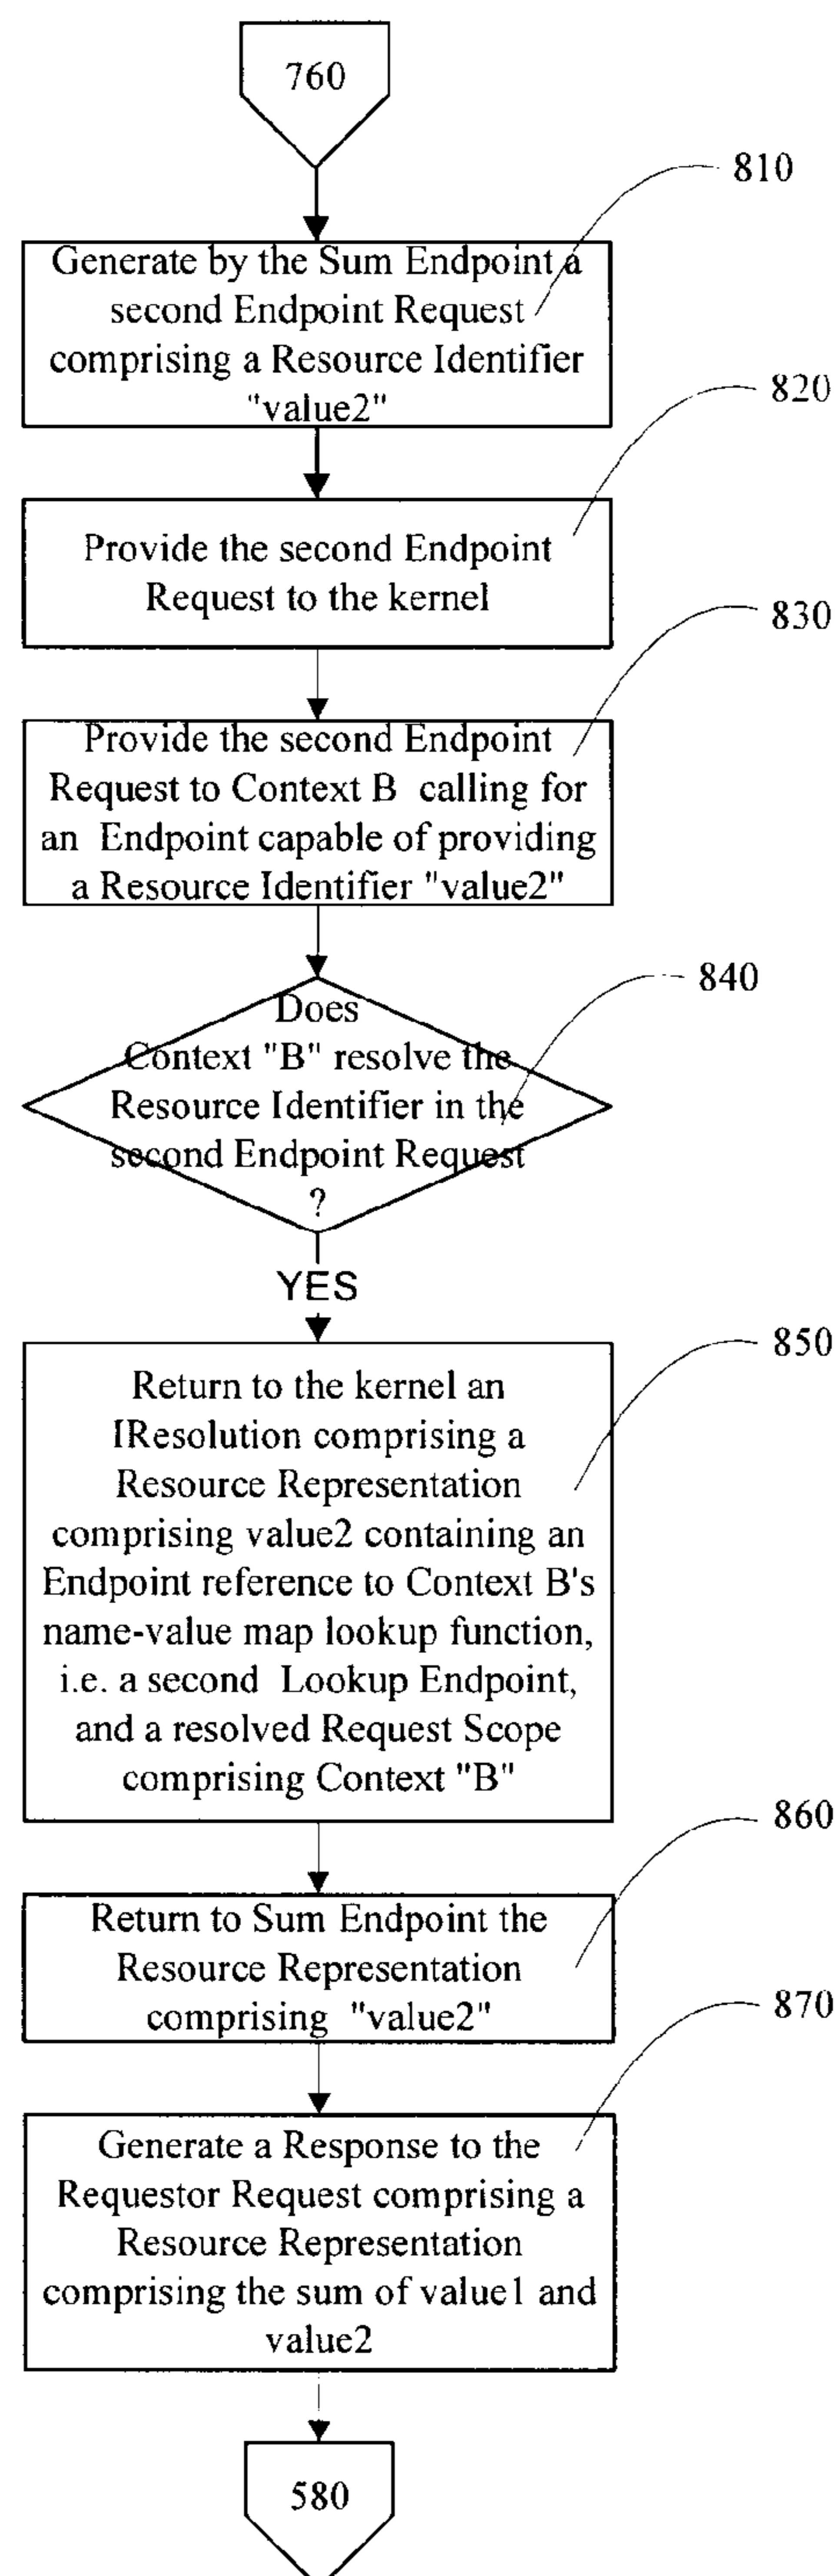 760
810
Generate by the Sum Endpoint a
second Endpoint Request
comprising a Resource Identifier
"value2"
820
Provide the second Endpoint
Request to the kernel
830
Provide the second Endpoint
Request to Context B calling for
an Endpoint capable of providing
a Resource Identifier "value2"
840
Does
Context "B" resolve the
Resource Identifier in the
second Endpoint Request
?
YES
850
Return to the kernel an
IResolution comprising a
Resource Representation
comprising value2 containing an
Endpoint reference to Context B's
name-value map lookup function,
i.e. a second Lookup Endpoint,
and a resolved Request Scope
comprising Context "B"
860
Return to Sum Endpoint the
Resource Representation
comprising "value2"
870
Generate a Response to the
Requestor Request comprising a
Resource Representation
comprising the sum of value1 and
value2
580